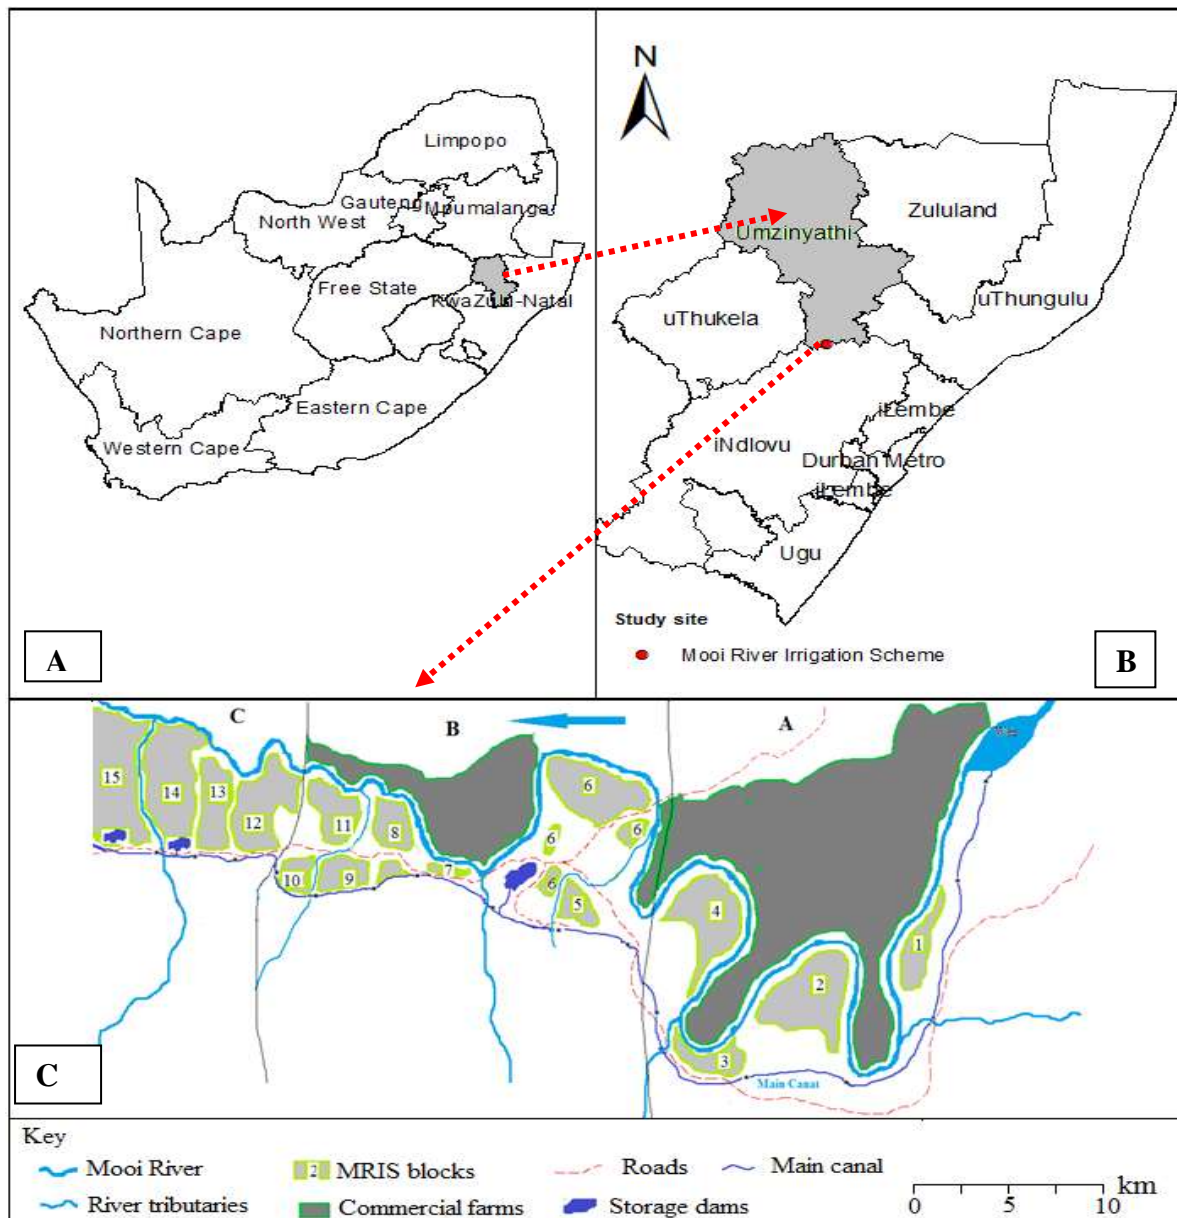 Limpopo
Gauteng
Mpumalanga
North West
Free State
KwaZulu-Natal
Northern Cape
Eastern Cape
Western Cape
A
N
Zululand
Umzinyathi
uThungulu
uThukela
iLembe
iNdlovu
Durban Metro
iLembe
Ugu
Study site
Mooi River Irrigation Scheme
B
C B A
15 14 13 12 11 8 6 6 6
10 9 7 6 5 4 3 2 1
Main Canal
C
Key
Mooi River
2 MRIS blocks
Roads
Main canal
River tributaries
Commercial farms
Storage dams
0 5 10 km